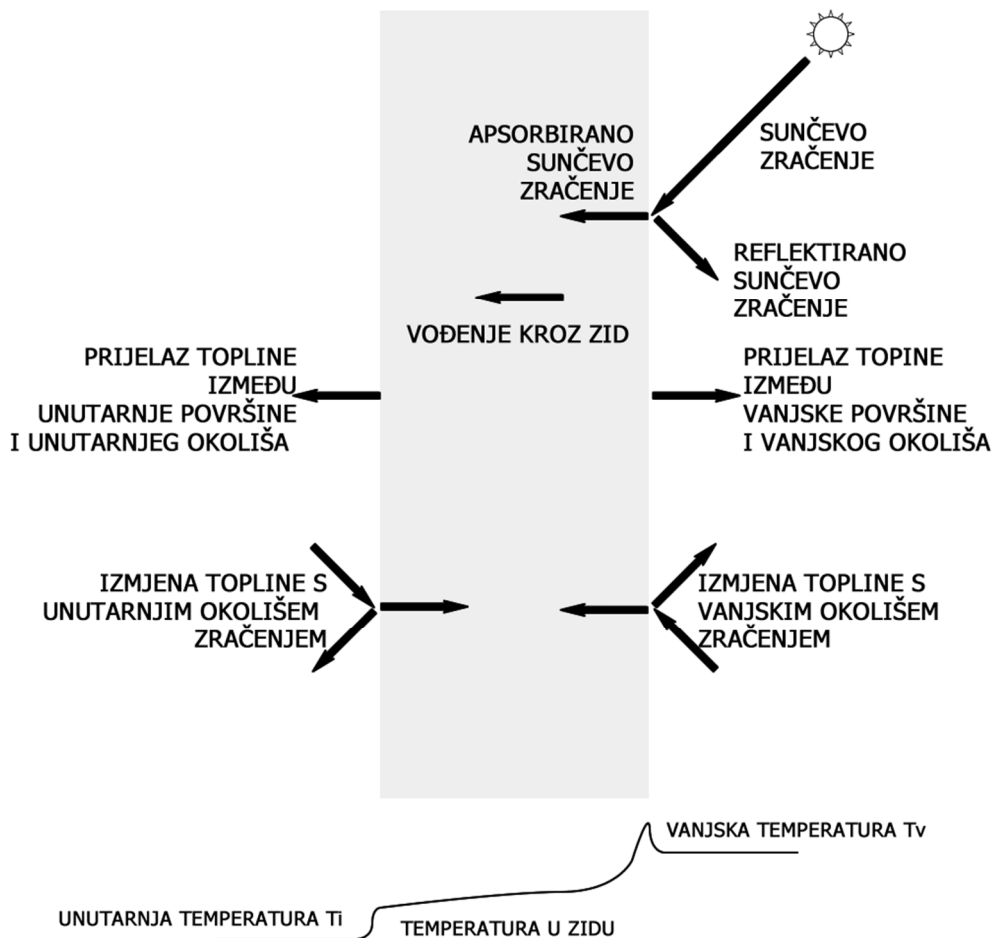 APSORBIRANO
SUNČEVO
ZRAČENJE
SUNČEVO
ZRAČENJE
REFLEKTIRANO
SUNČEVO
ZRAČENJE
VOĐENJE KROZ ZID
PRIJELAZ TOPLINE
IZMEĐU
UNUTARNJE POVRŠINE
I UNUTARNJEG OKOLIŠA
PRIJELAZ TOPINE
IZMEĐU
VANJSKE POVRŠINE
I VANJSKOG OKOLIŠA
IZMJENA TOPLINE S
UNUTARNJIM OKOLIŠEM
ZRAČENJEM
IZMJENA TOPLINE S
VANJSKIM OKOLIŠEM
ZRAČENJEM
VANJSKA TEMPERATURA Tv
UNUTARNJA TEMPERATURA Ti
TEMPERATURA U ZIDU